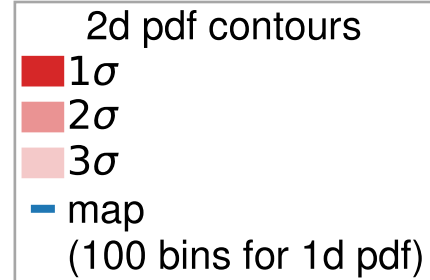 2d pdf contours
1σ
2σ
3σ
map
(100 bins for 1d pdf)